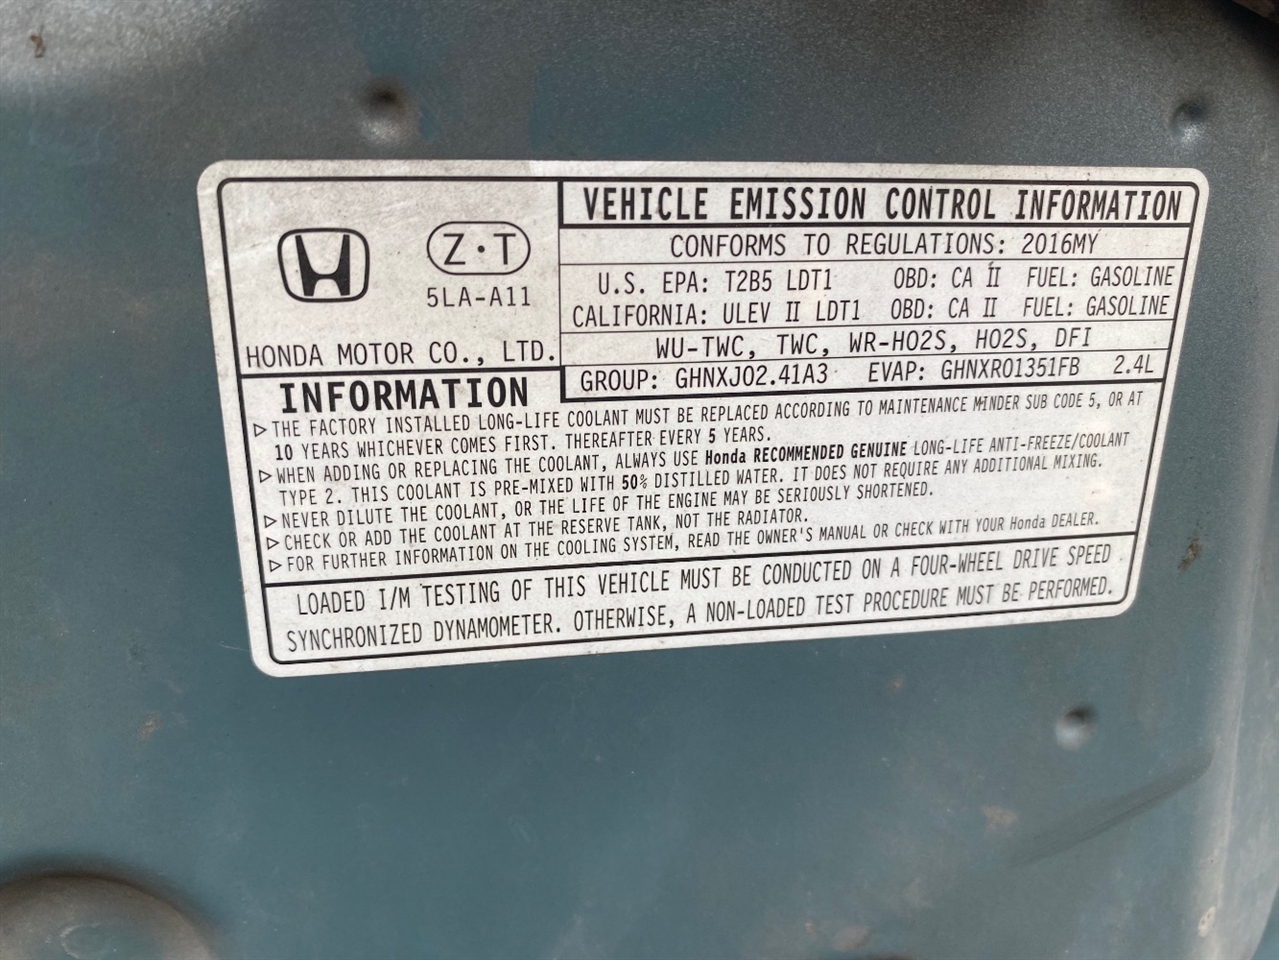 H
Z·T
5LA-A11
HONDA MOTOR CO., LTD.
VEHICLE EMISSION CONTROL INFORMATION
CONFORMS TO REGULATIONS: 2016MY
U.S. EPA: T2B5 LDT1 OBD: CA II FUEL: GASOLINE
CALIFORNIA: ULEV II LDT1 OBD: CA II FUEL: GASOLINE
WU-TWC, TWC, WR-HO2S, HO2S, DFI
GROUP: GHNXJ02.41A3 EVAP: GHNXR01351FB 2.4L
INFORMATION
▷ THE FACTORY INSTALLED LONG-LIFE COOLANT MUST BE REPLACED ACCORDING TO MAINTENANCE MINDER SUB CODE 5, OR AT
10 YEARS WHICHEVER COMES FIRST. THEREAFTER EVERY 5 YEARS.
▷ WHEN ADDING OR REPLACING THE COOLANT, ALWAYS USE Honda RECOMMENDED GENUINE LONG-LIFE ANTI-FREEZE/COOLANT
TYPE 2. THIS COOLANT IS PRE-MIXED WITH 50% DISTILLED WATER. IT DOES NOT REQUIRE ANY ADDITIONAL MIXING.
▷ NEVER DILUTE THE COOLANT, OR THE LIFE OF THE ENGINE MAY BE SERIOUSLY SHORTENED.
▷ CHECK OR ADD THE COOLANT AT THE RESERVE TANK, NOT THE RADIATOR.
▷ FOR FURTHER INFORMATION ON THE COOLING SYSTEM, READ THE OWNER'S MANUAL OR CHECK WITH YOUR Honda DEALER.
LOADED I/M TESTING OF THIS VEHICLE MUST BE CONDUCTED ON A FOUR-WHEEL DRIVE SPEED
SYNCHRONIZED DYNAMOMETER. OTHERWISE, A NON-LOADED TEST PROCEDURE MUST BE PERFORMED.